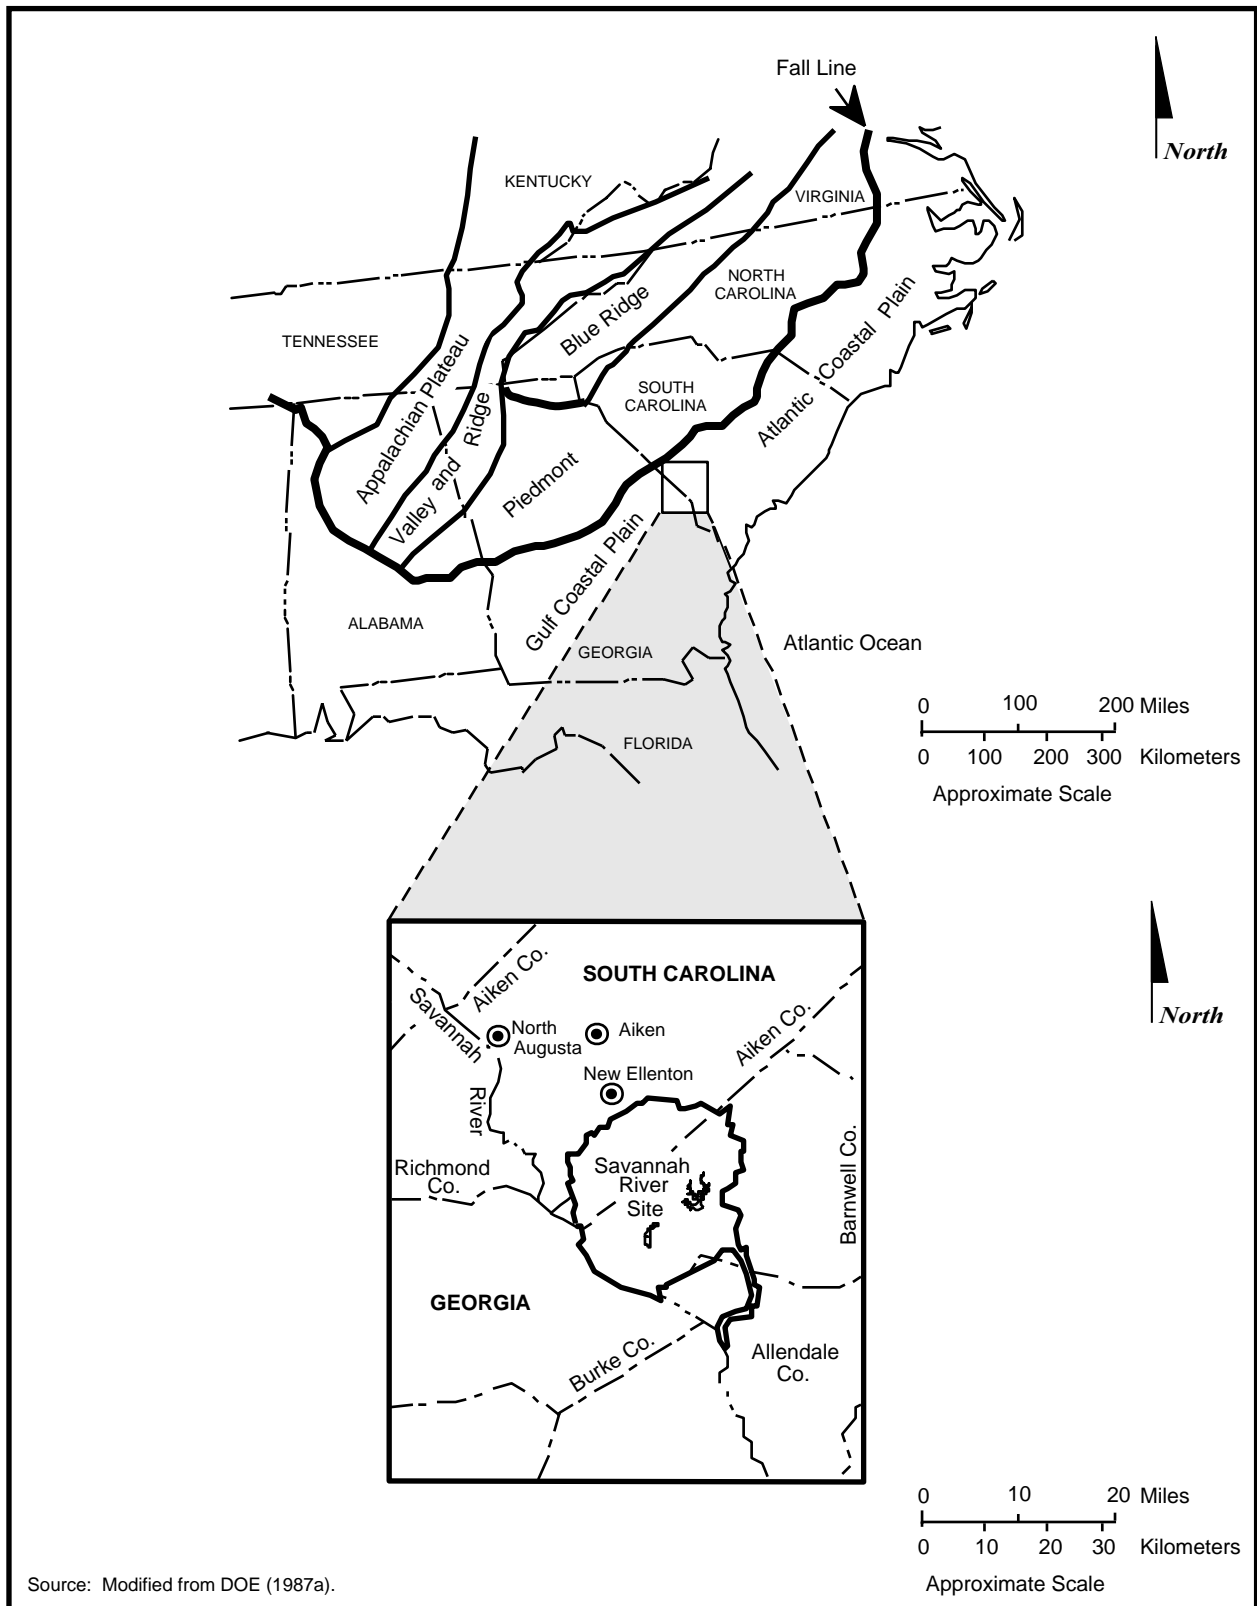 Fall Line
North
KENTUCKY
VIRGINIA
NORTH
CAROLINA
TENNESSEE
Blue Ridge
Appalachian Plateau
Valley and Ridge
SOUTH
CAROLINA
Atlantic Coastal Plain
Piedmont
Gulf Coastal Plain
ALABAMA
GEORGIA
Atlantic Ocean
FLORIDA
0 100 200 Miles
0 100 200 300 Kilometers
Approximate Scale
North
Aiken Co.
SOUTH CAROLINA
Savannah
River
North
Augusta
Aiken
Aiken Co.
New Ellenton
Richmond
Co.
Savannah
River
Site
Barnwell Co.
GEORGIA
Burke Co.
Allendale
Co.
0 10 20 Miles
0 10 20 30 Kilometers
Approximate Scale
Source: Modified from DOE (1987a).